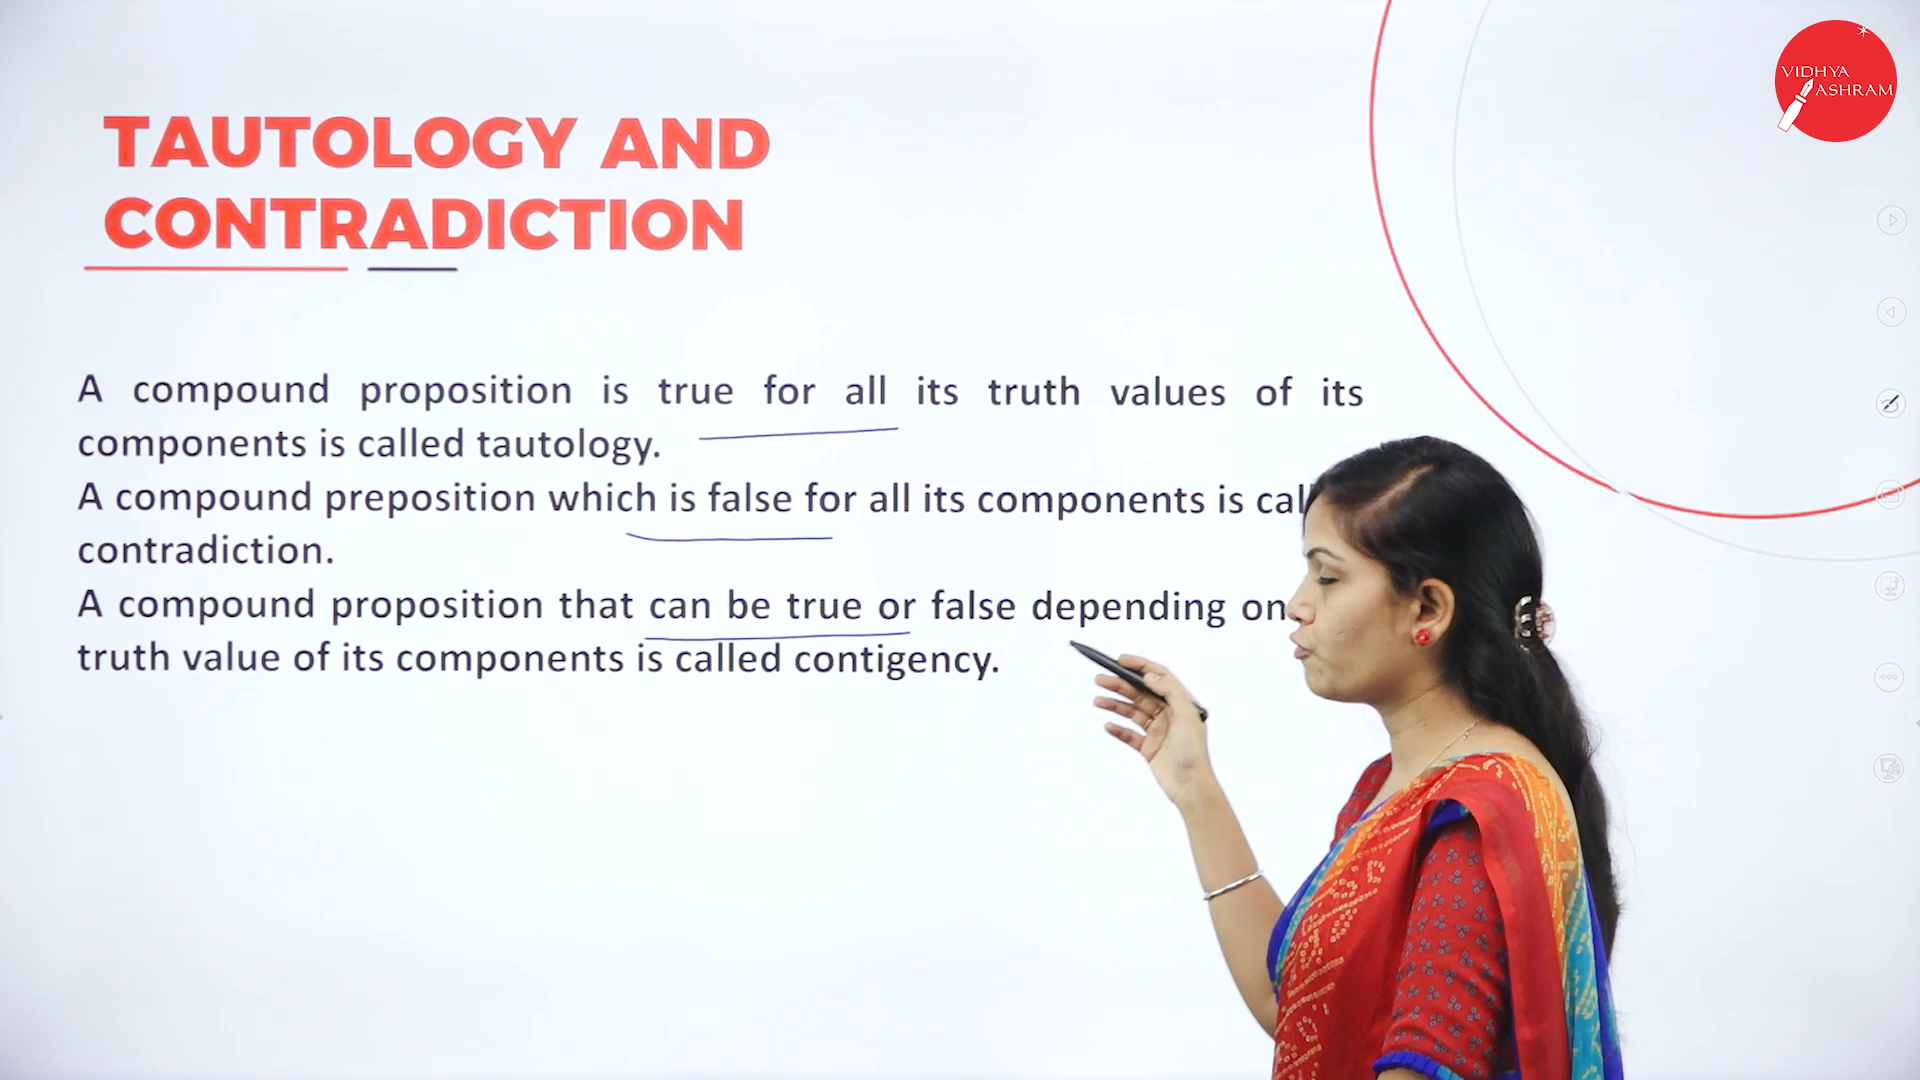 VIDHYA
ASHRAM
TAUTOLOGY AND
CONTRADICTION
A compound proposition is true for all its truth values of its
components is called tautology.
A compound preposition which is false for all its components is
contradiction.
A compound proposition that can be true or false depending on
truth value of its components is called contigency.